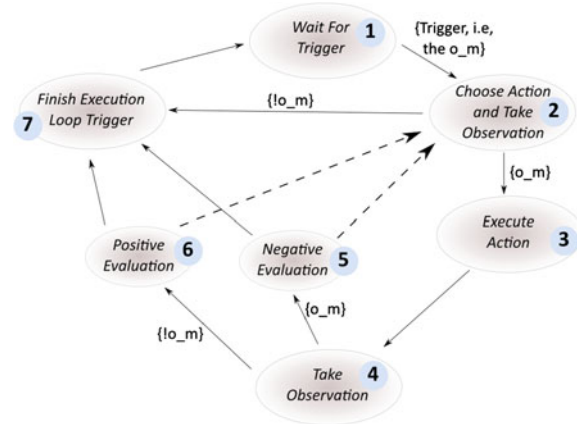 Wait For
Trigger
1
{Trigger, i.e,
the o_m}
Finish Execution
Loop Trigger
7
{!o_m}
Choose Action
and Take
Observation
2
{o_m}
Execute
Action
3
Positive
Evaluation
6
Negative
Evaluation
5
{!o_m}
{o_m}
Take
Observation
4